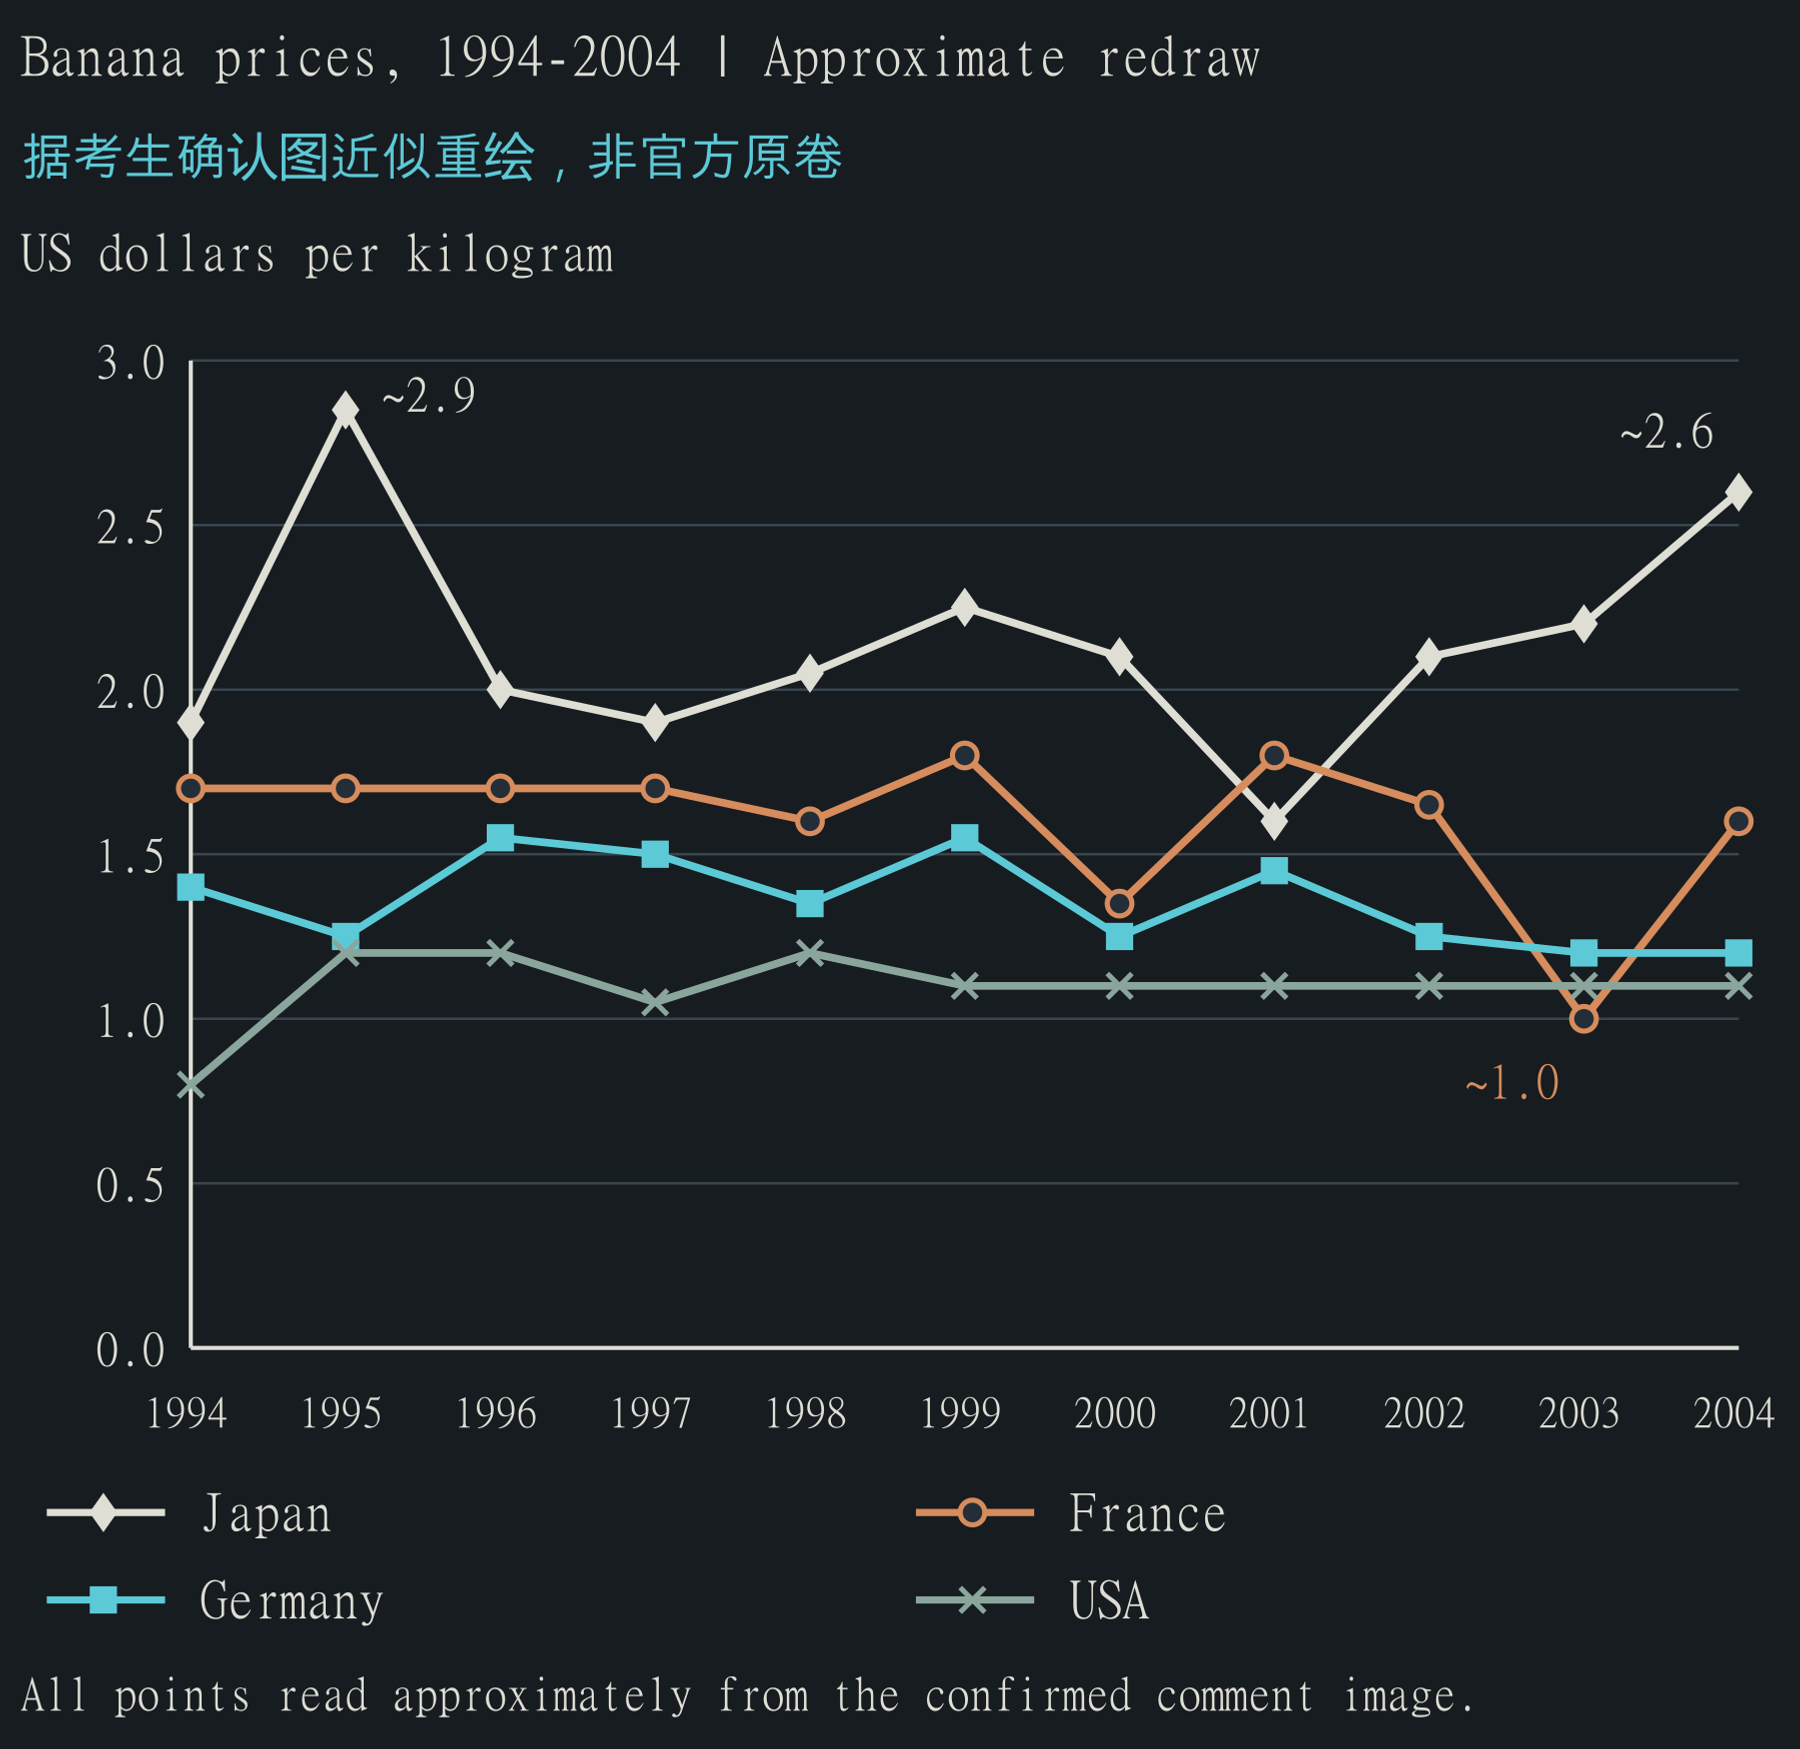 Banana prices, 1994-2004 | Approximate redraw
据考生确认图近似重绘，非官方原卷
US dollars per kilogram
3.0
~2.9
~2.6
2.5
2.0
1.5
1.0
~1.0
0.5
0.0
1994 1995 1996 1997 1998 1999 2000 2001 2002 2003 2004
Japan France
Germany USA
All points read approximately from the confirmed comment image.